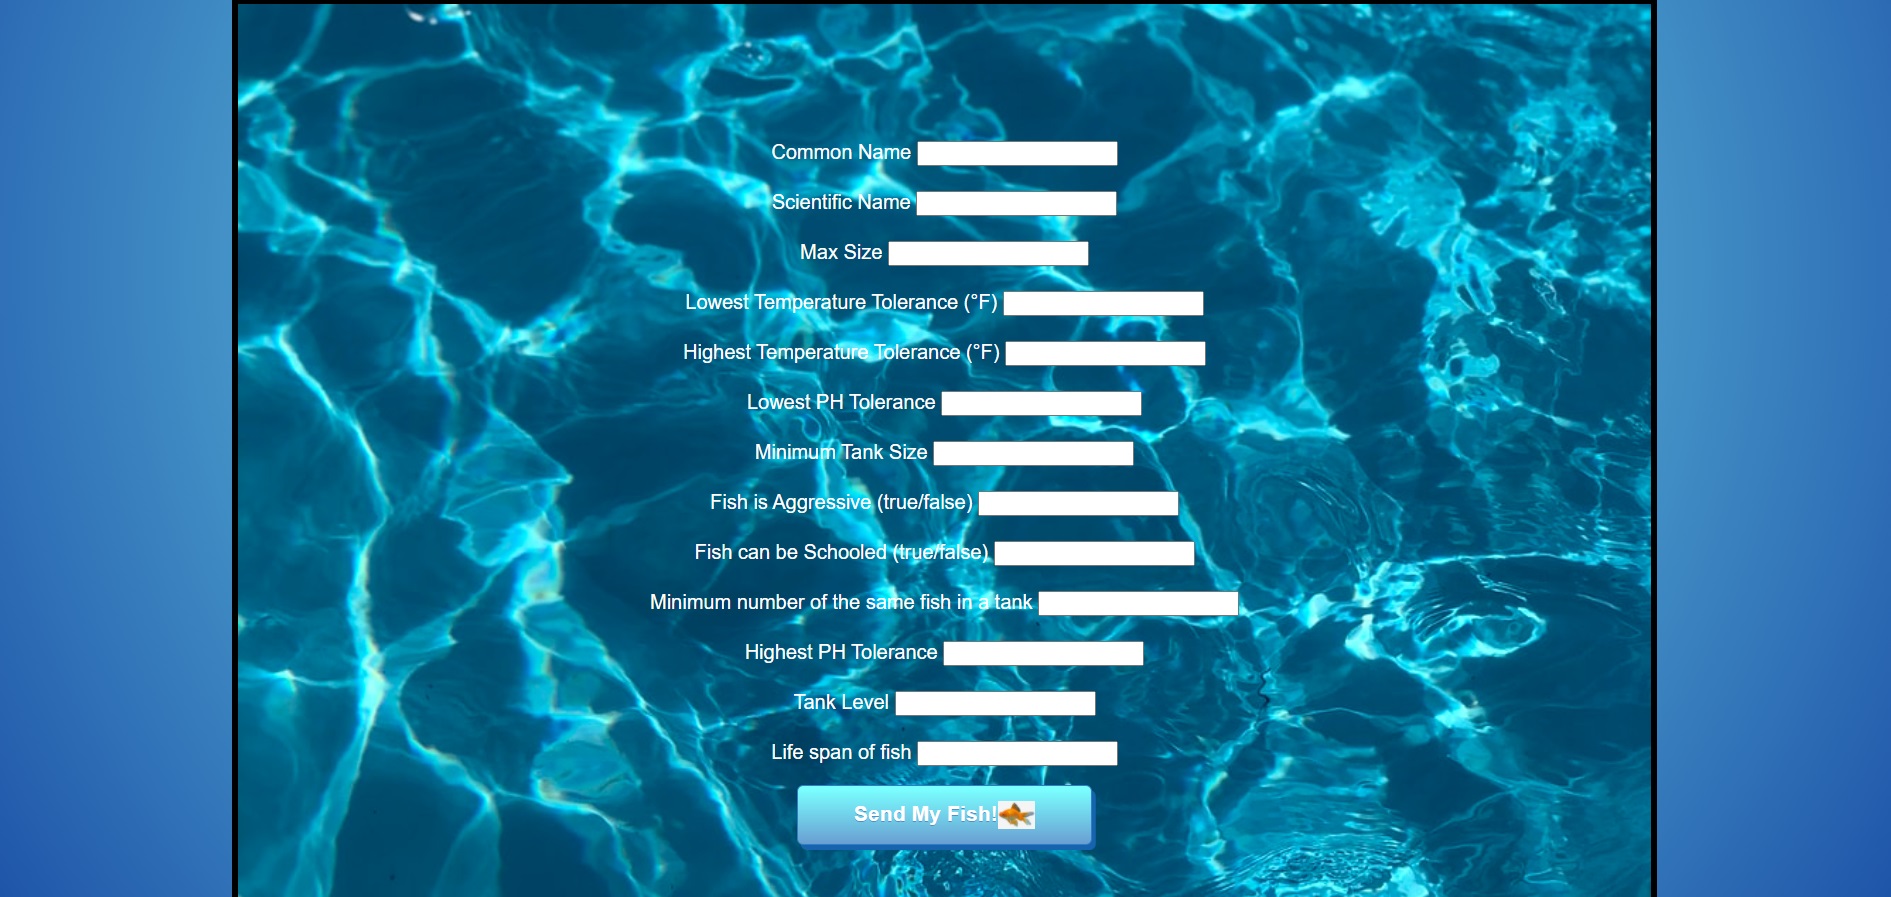 Common Name
Scientific Name
Max Size
Lowest Temperature Tolerance (°F)
Highest Temperature Tolerance (°F)
Lowest PH Tolerance
Minimum Tank Size
Fish is Aggressive (true/false)
Fish can be Schooled (true/false)
Minimum number of the same fish in a tank
Highest PH Tolerance
Tank Level
Life span of fish
Send My Fish!